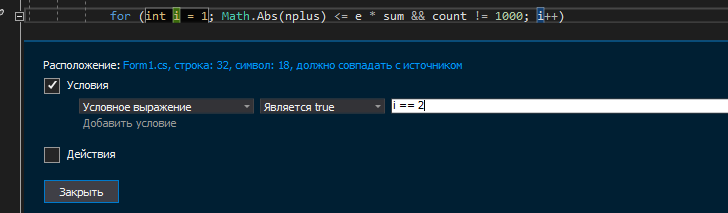 for (int i = 1; Math.Abs(nplus) <= e * sum && count != 1000; i++)
Расположение: Form1.cs, строка: 32, символ: 18, должно совпадать с источником
Условия
Условное выражение Является true i == 2
Добавить условие
Действия
Закрыть